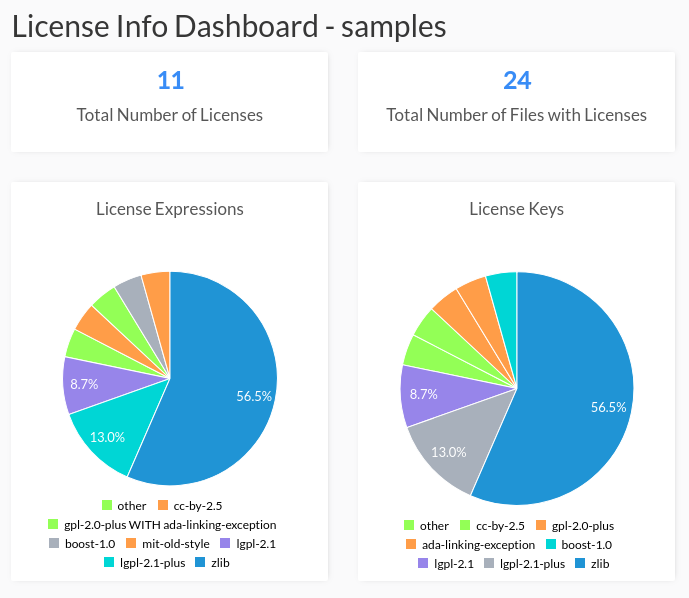 License Info Dashboard - samples
11
Total Number of Licenses
24
Total Number of Files with Licenses
License Expressions
56.5%
8.7%
13.0%
other cc-by-2.5
gpl-2.0-plus WITH ada-linking-exception
boost-1.0 mit-old-style lgpl-2.1
lgpl-2.1-plus zlib
License Keys
8.7%
56.5%
13.0%
other cc-by-2.5 gpl-2.0-plus
ada-linking-exception boost-1.0
lgpl-2.1 lgpl-2.1-plus zlib